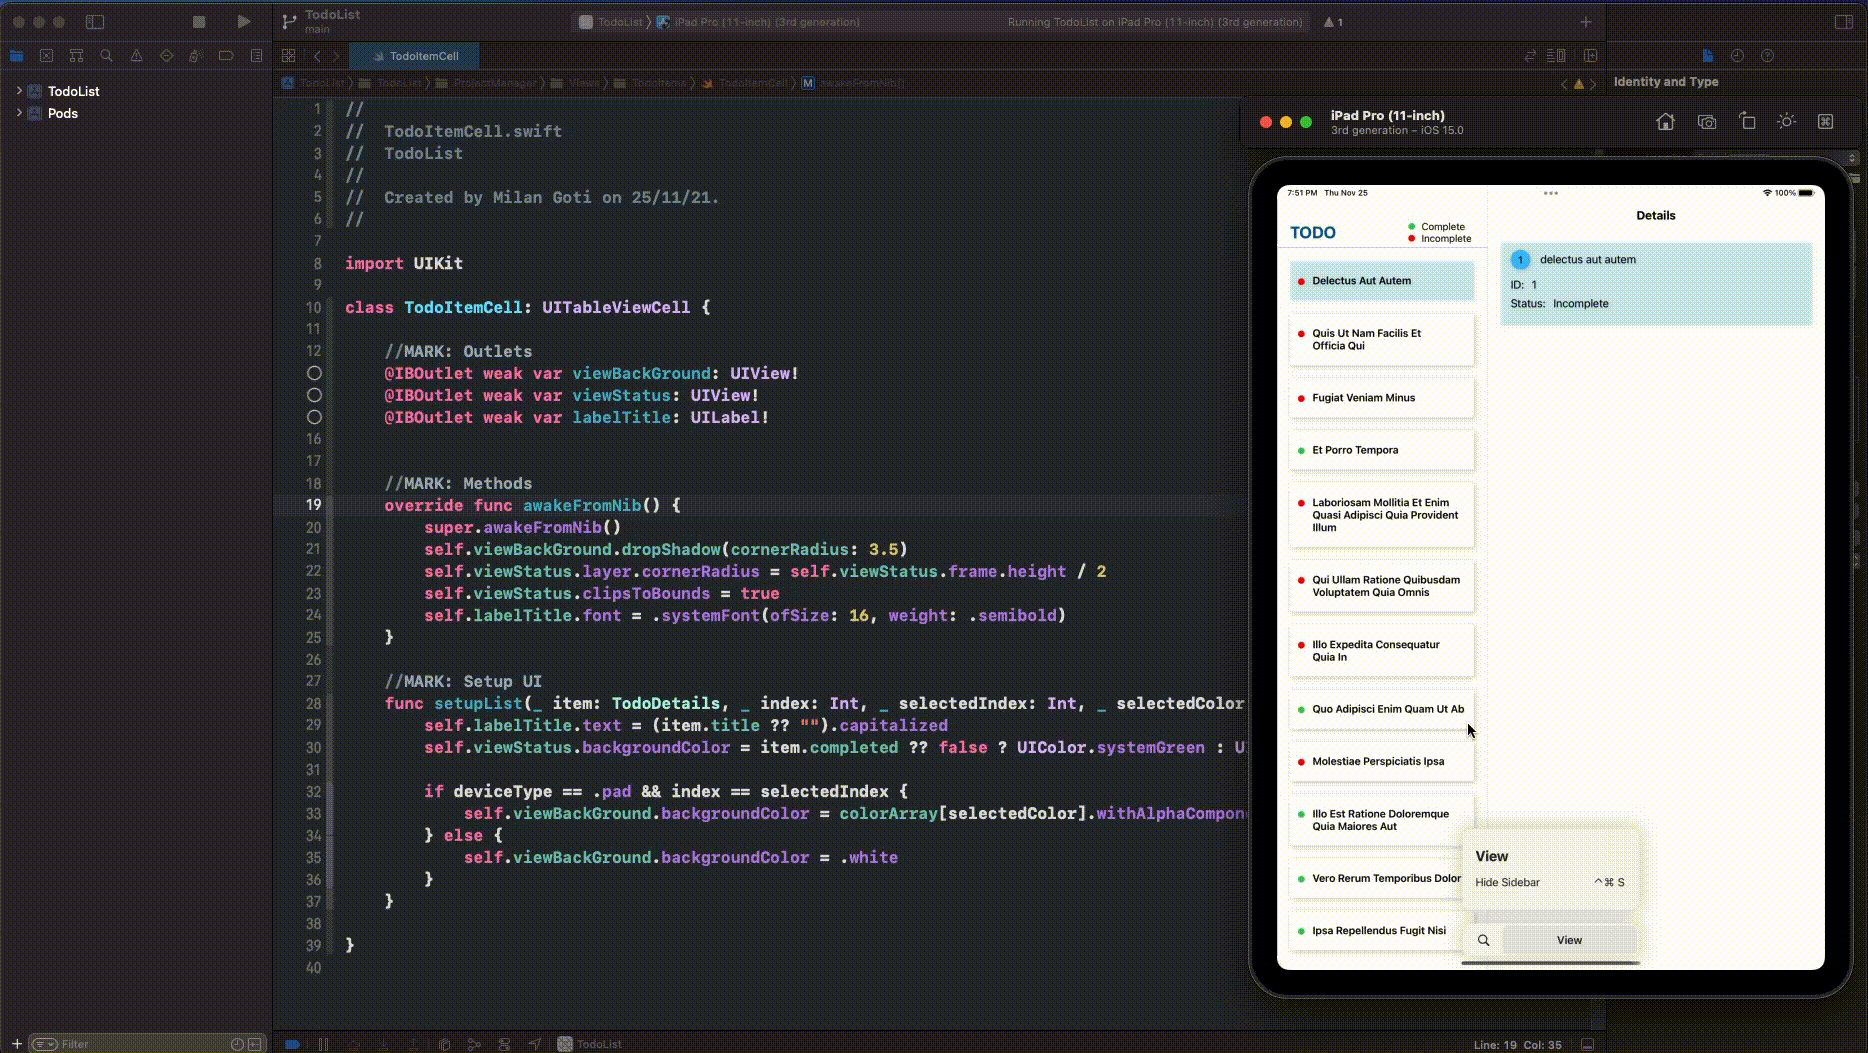 TodoList
main
TodoList 〉 iPad Pro (11-inch) (3rd generation)
Running TodoList on iPad Pro (11-inch) (3rd generation)
1
TodoItemCell
TodoList 〉 TodoList 〉 ProjectManager 〉 Views 〉 TodoItems 〉 TodoItemCell 〉 M awakeFromNib()
Identity and Type
TodoList
Pods
1 //
2 //  TodoItemCell.swift
3 //  TodoList
4 //
5 //  Created by Milan Goti on 25/11/21.
6 //
7
8 import UIKit
9
10 class TodoItemCell: UITableViewCell {
11
12     //MARK: Outlets
@IBOutlet weak var viewBackGround: UIView!
@IBOutlet weak var viewStatus: UIView!
@IBOutlet weak var labelTitle: UILabel!
16
17
18     //MARK: Methods
19     override func awakeFromNib() {
20         super.awakeFromNib()
21         self.viewBackGround.dropShadow(cornerRadius: 3.5)
22         self.viewStatus.layer.cornerRadius = self.viewStatus.frame.height / 2
23         self.viewStatus.clipsToBounds = true
24         self.labelTitle.font = .systemFont(ofSize: 16, weight: .semibold)
25     }
26
27     //MARK: Setup UI
28     func setupList(_ item: TodoDetails, _ index: Int, _ selectedIndex: Int, _ selectedColor
29         self.labelTitle.text = (item.title ?? "").capitalized
30         self.viewStatus.backgroundColor = item.completed ?? false ? UIColor.systemGreen : U
31
32         if deviceType == .pad && index == selectedIndex {
33             self.viewBackGround.backgroundColor = colorArray[selectedColor].withAlphaCompon
34         } else {
35             self.viewBackGround.backgroundColor = .white
36         }
37     }
38
39 }
40
Filter
TodoList
Line: 19 Col: 35
iPad Pro (11-inch)
3rd generation – iOS 15.0
7:51 PM Thu Nov 25
100%
TODO
Complete
Incomplete
Delectus Aut Autem
Quis Ut Nam Facilis Et
Officia Qui
Fugiat Veniam Minus
Et Porro Tempora
Laboriosam Mollitia Et Enim
Quasi Adipisci Quia Provident
Illum
Qui Ullam Ratione Quibusdam
Voluptatem Quia Omnis
Illo Expedita Consequatur
Quia In
Quo Adipisci Enim Quam Ut Ab
Molestiae Perspiciatis Ipsa
Illo Est Ratione Doloremque
Quia Maiores Aut
Vero Rerum Temporibus Dolor
Ipsa Repellendus Fugit Nisi
Details
1 delectus aut autem
ID: 1
Status: Incomplete
View
Hide Sidebar ^⌘ S
View